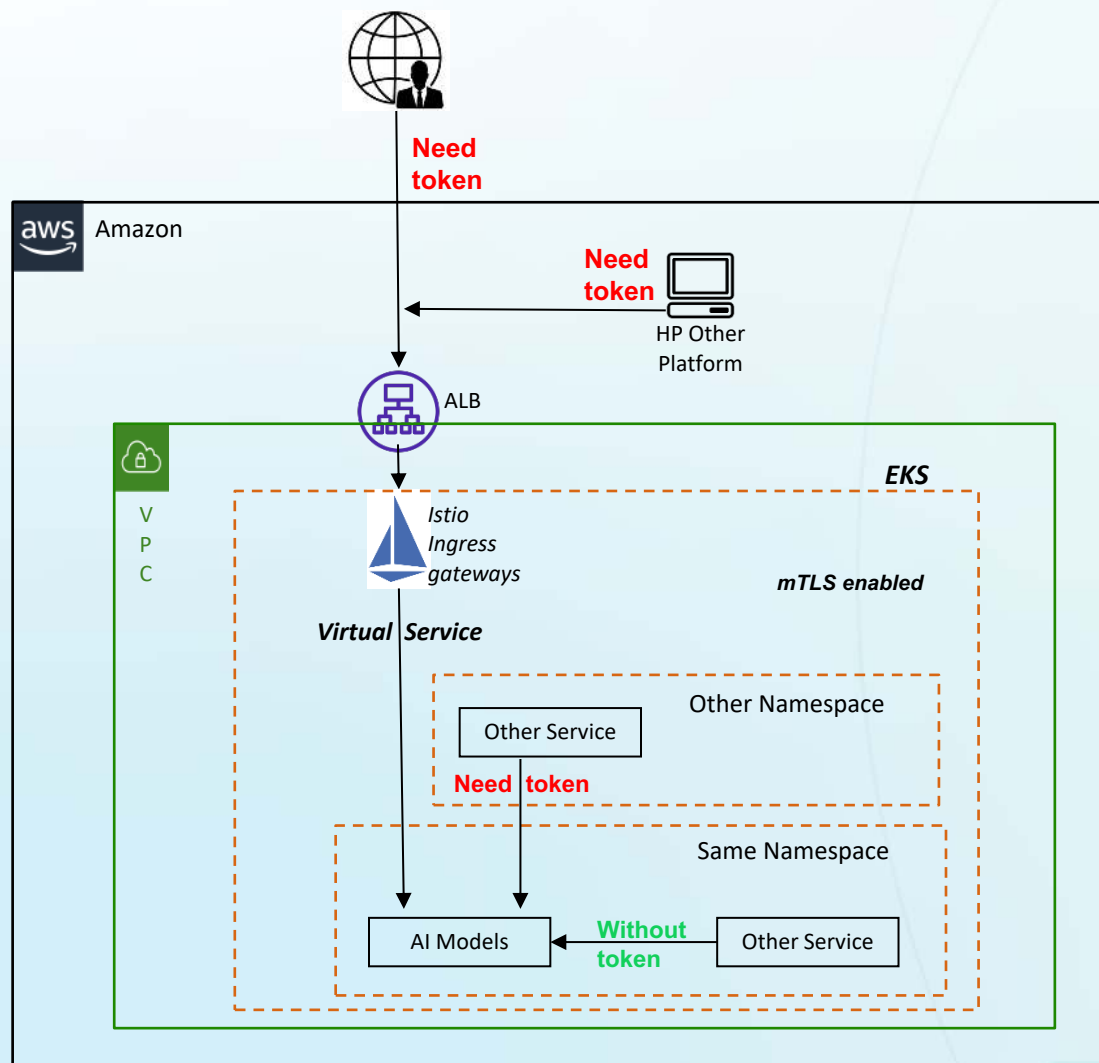 Need
token
aws
Amazon
Need
token
HP Other
Platform
ALB
EKS
V
P
C
Istio
Ingress
gateways
mTLS enabled
Virtual Service
Other Namespace
Other Service
Need token
Same Namespace
AI Models
Without
token
Other Service